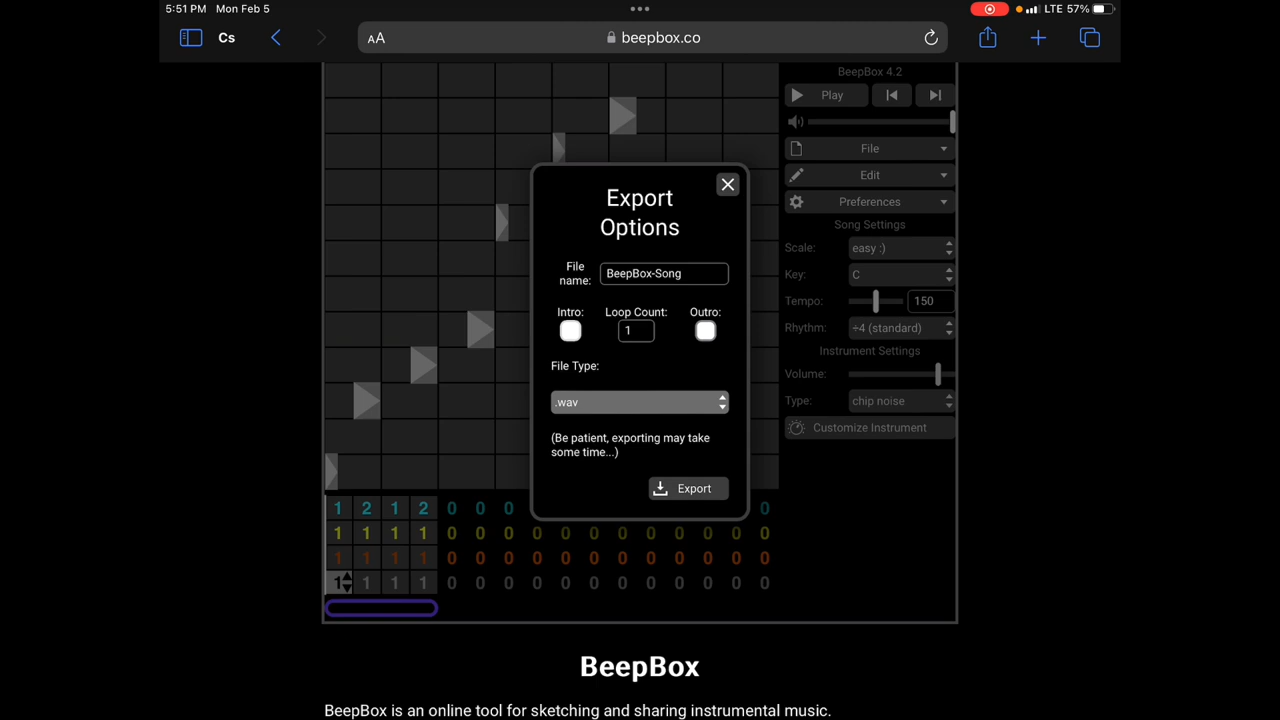 5:51 PM Mon Feb 5
LTE 57%
Cs
AA
beepbox.co
BeepBox 4.2
Play
File
Edit
Preferences
Song Settings
Scale: easy :)
Key: C
Tempo: 150
Rhythm: ÷4 (standard)
Instrument Settings
Volume:
Type: chip noise
Customize Instrument
Export
Options
File
name:
BeepBox-Song
Intro: Loop Count: Outro:
1
File Type:
.wav
(Be patient, exporting may take
some time...)
Export
1 2 1 2 0 0 0 0
1 1 1 1 0 0 0 0 0 0 0 0 0 0 0 0
1 1 1 1 0 0 0 0 0 0 0 0 0 0 0 0
1 1 1 1 0 0 0 0 0 0 0 0 0 0 0 0
BeepBox
BeepBox is an online tool for sketching and sharing instrumental music.